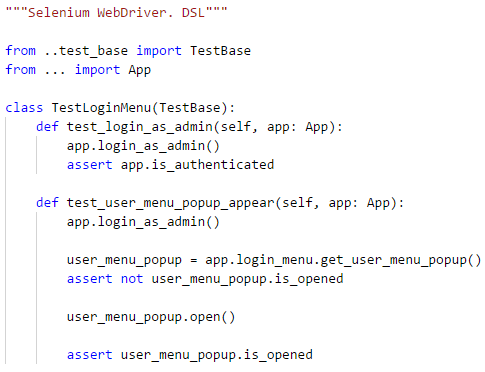 """Selenium WebDriver. DSL"""
from ..test_base import TestBase
from ... import App
class TestLoginMenu(TestBase):
def test_login_as_admin(self, app: App):
app.login_as_admin()
assert app.is_authenticated
def test_user_menu_popup_appear(self, app: App):
app.login_as_admin()
user_menu_popup = app.login_menu.get_user_menu_popup()
assert not user_menu_popup.is_opened
user_menu_popup.open()
assert user_menu_popup.is_opened